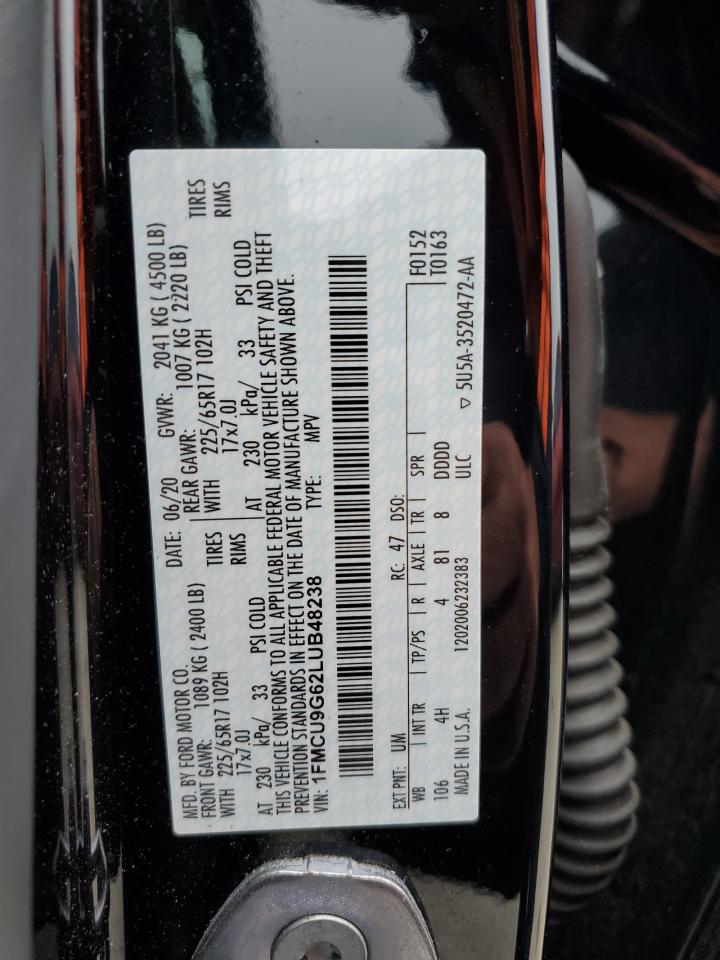 MFD. BY FORD MOTOR CO. DATE: 06/20 GVWR: 2041 KG ( 4500 LB)
FRONT GAWR: 1089 KG ( 2400 LB) REAR GAWR: 1007 KG ( 2220 LB)
WITH 225/65R17 102H TIRES WITH 225/65R17 102H TIRES
17x7.0J RIMS 17x7.0J RIMS
AT 230 kPa/ 33 PSI COLD AT 230 kPa/ 33 PSI COLD
THIS VEHICLE CONFORMS TO ALL APPLICABLE FEDERAL MOTOR VEHICLE SAFETY AND THEFT
PREVENTION STANDARDS IN EFFECT ON THE DATE OF MANUFACTURE SHOWN ABOVE.
VIN: 1FMCU9G62LUB48238 TYPE: MPV
EXT PNT: UM RC: 47 DSO: F0152
WB INT TR TP/PS R AXLE TR SPR T0163
106 4H 4 81 8 DDDD
MADE IN U.S.A. 1202006232383 ULC ▽ 5U5A-3520472-AA